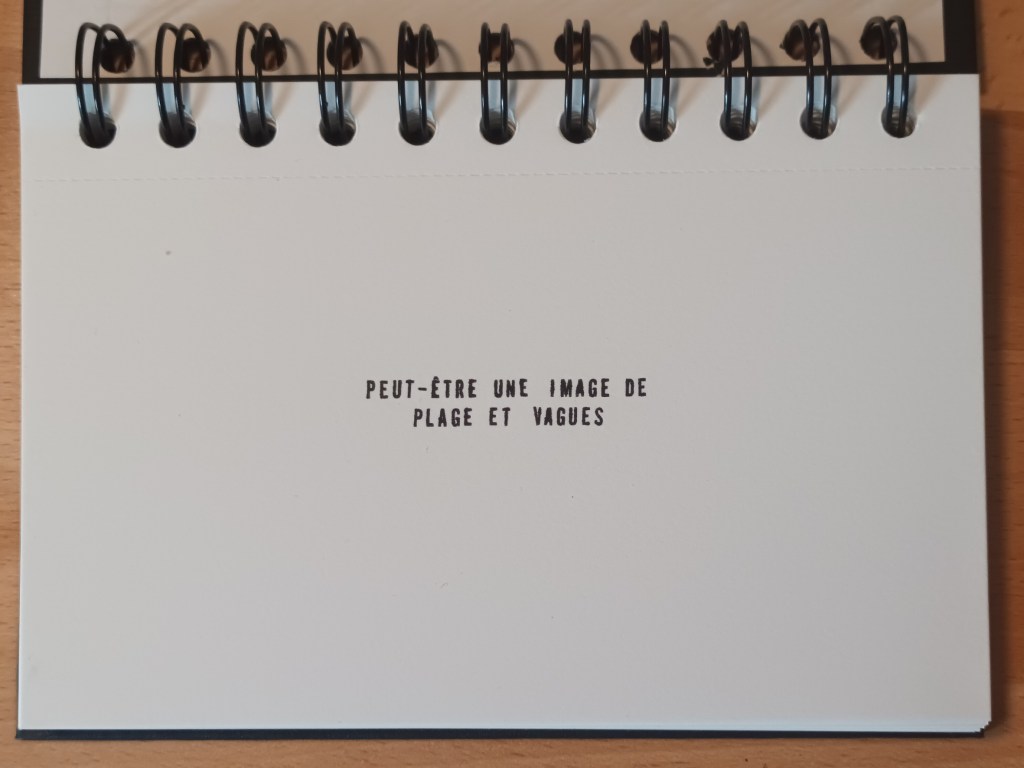 PEUT-ÊTRE UNE IMAGE DE
PLAGE ET VAGUES